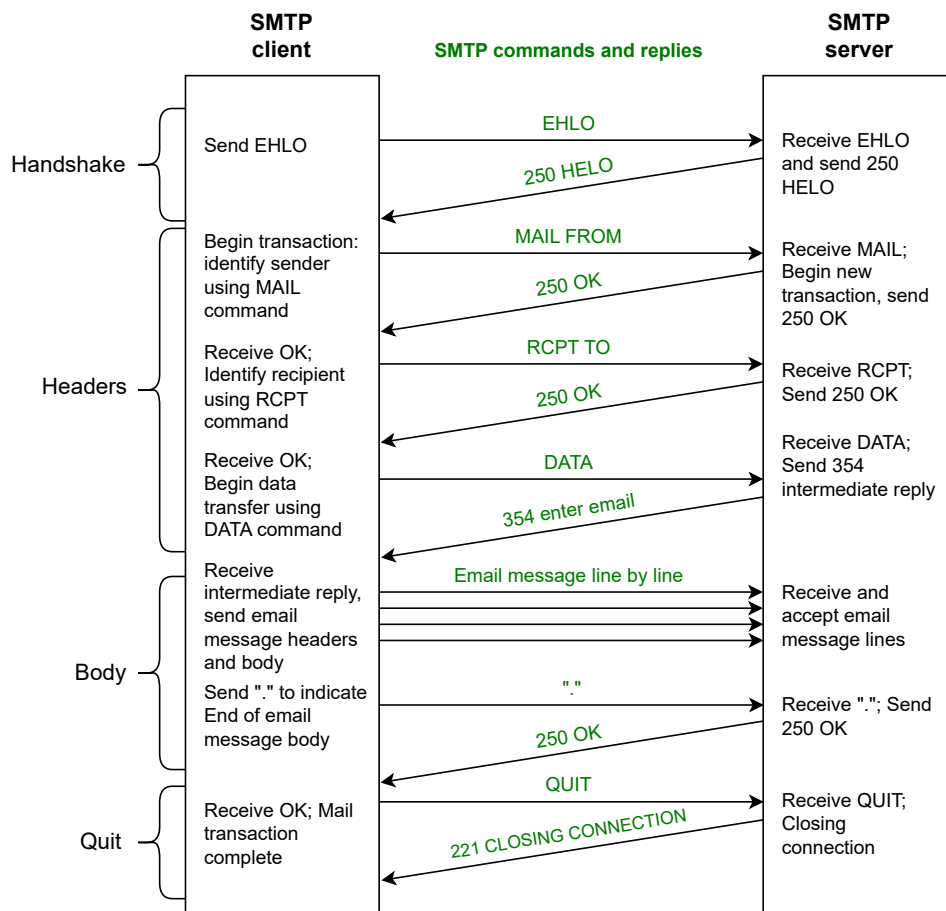 SMTP
client
SMTP commands and replies
SMTP
server
Handshake
Send EHLO
EHLO
Receive EHLO
and send 250
HELO
250 HELO
Headers
Begin transaction:
identify sender
using MAIL
command
MAIL FROM
Receive MAIL;
Begin new
transaction, send
250 OK
250 OK
Receive OK;
Identify recipient
using RCPT
command
RCPT TO
Receive RCPT;
Send 250 OK
250 OK
Receive OK;
Begin data
transfer using
DATA command
DATA
Receive DATA;
Send 354
intermediate reply
354 enter email
Body
Receive
intermediate reply,
send email
message headers
and body
Email message line by line
Receive and
accept email
message lines
Send "." to indicate
End of email
message body
"."
Receive "."; Send
250 OK
250 OK
Quit
Receive OK; Mail
transaction
complete
QUIT
Receive QUIT;
Closing
connection
221 CLOSING CONNECTION